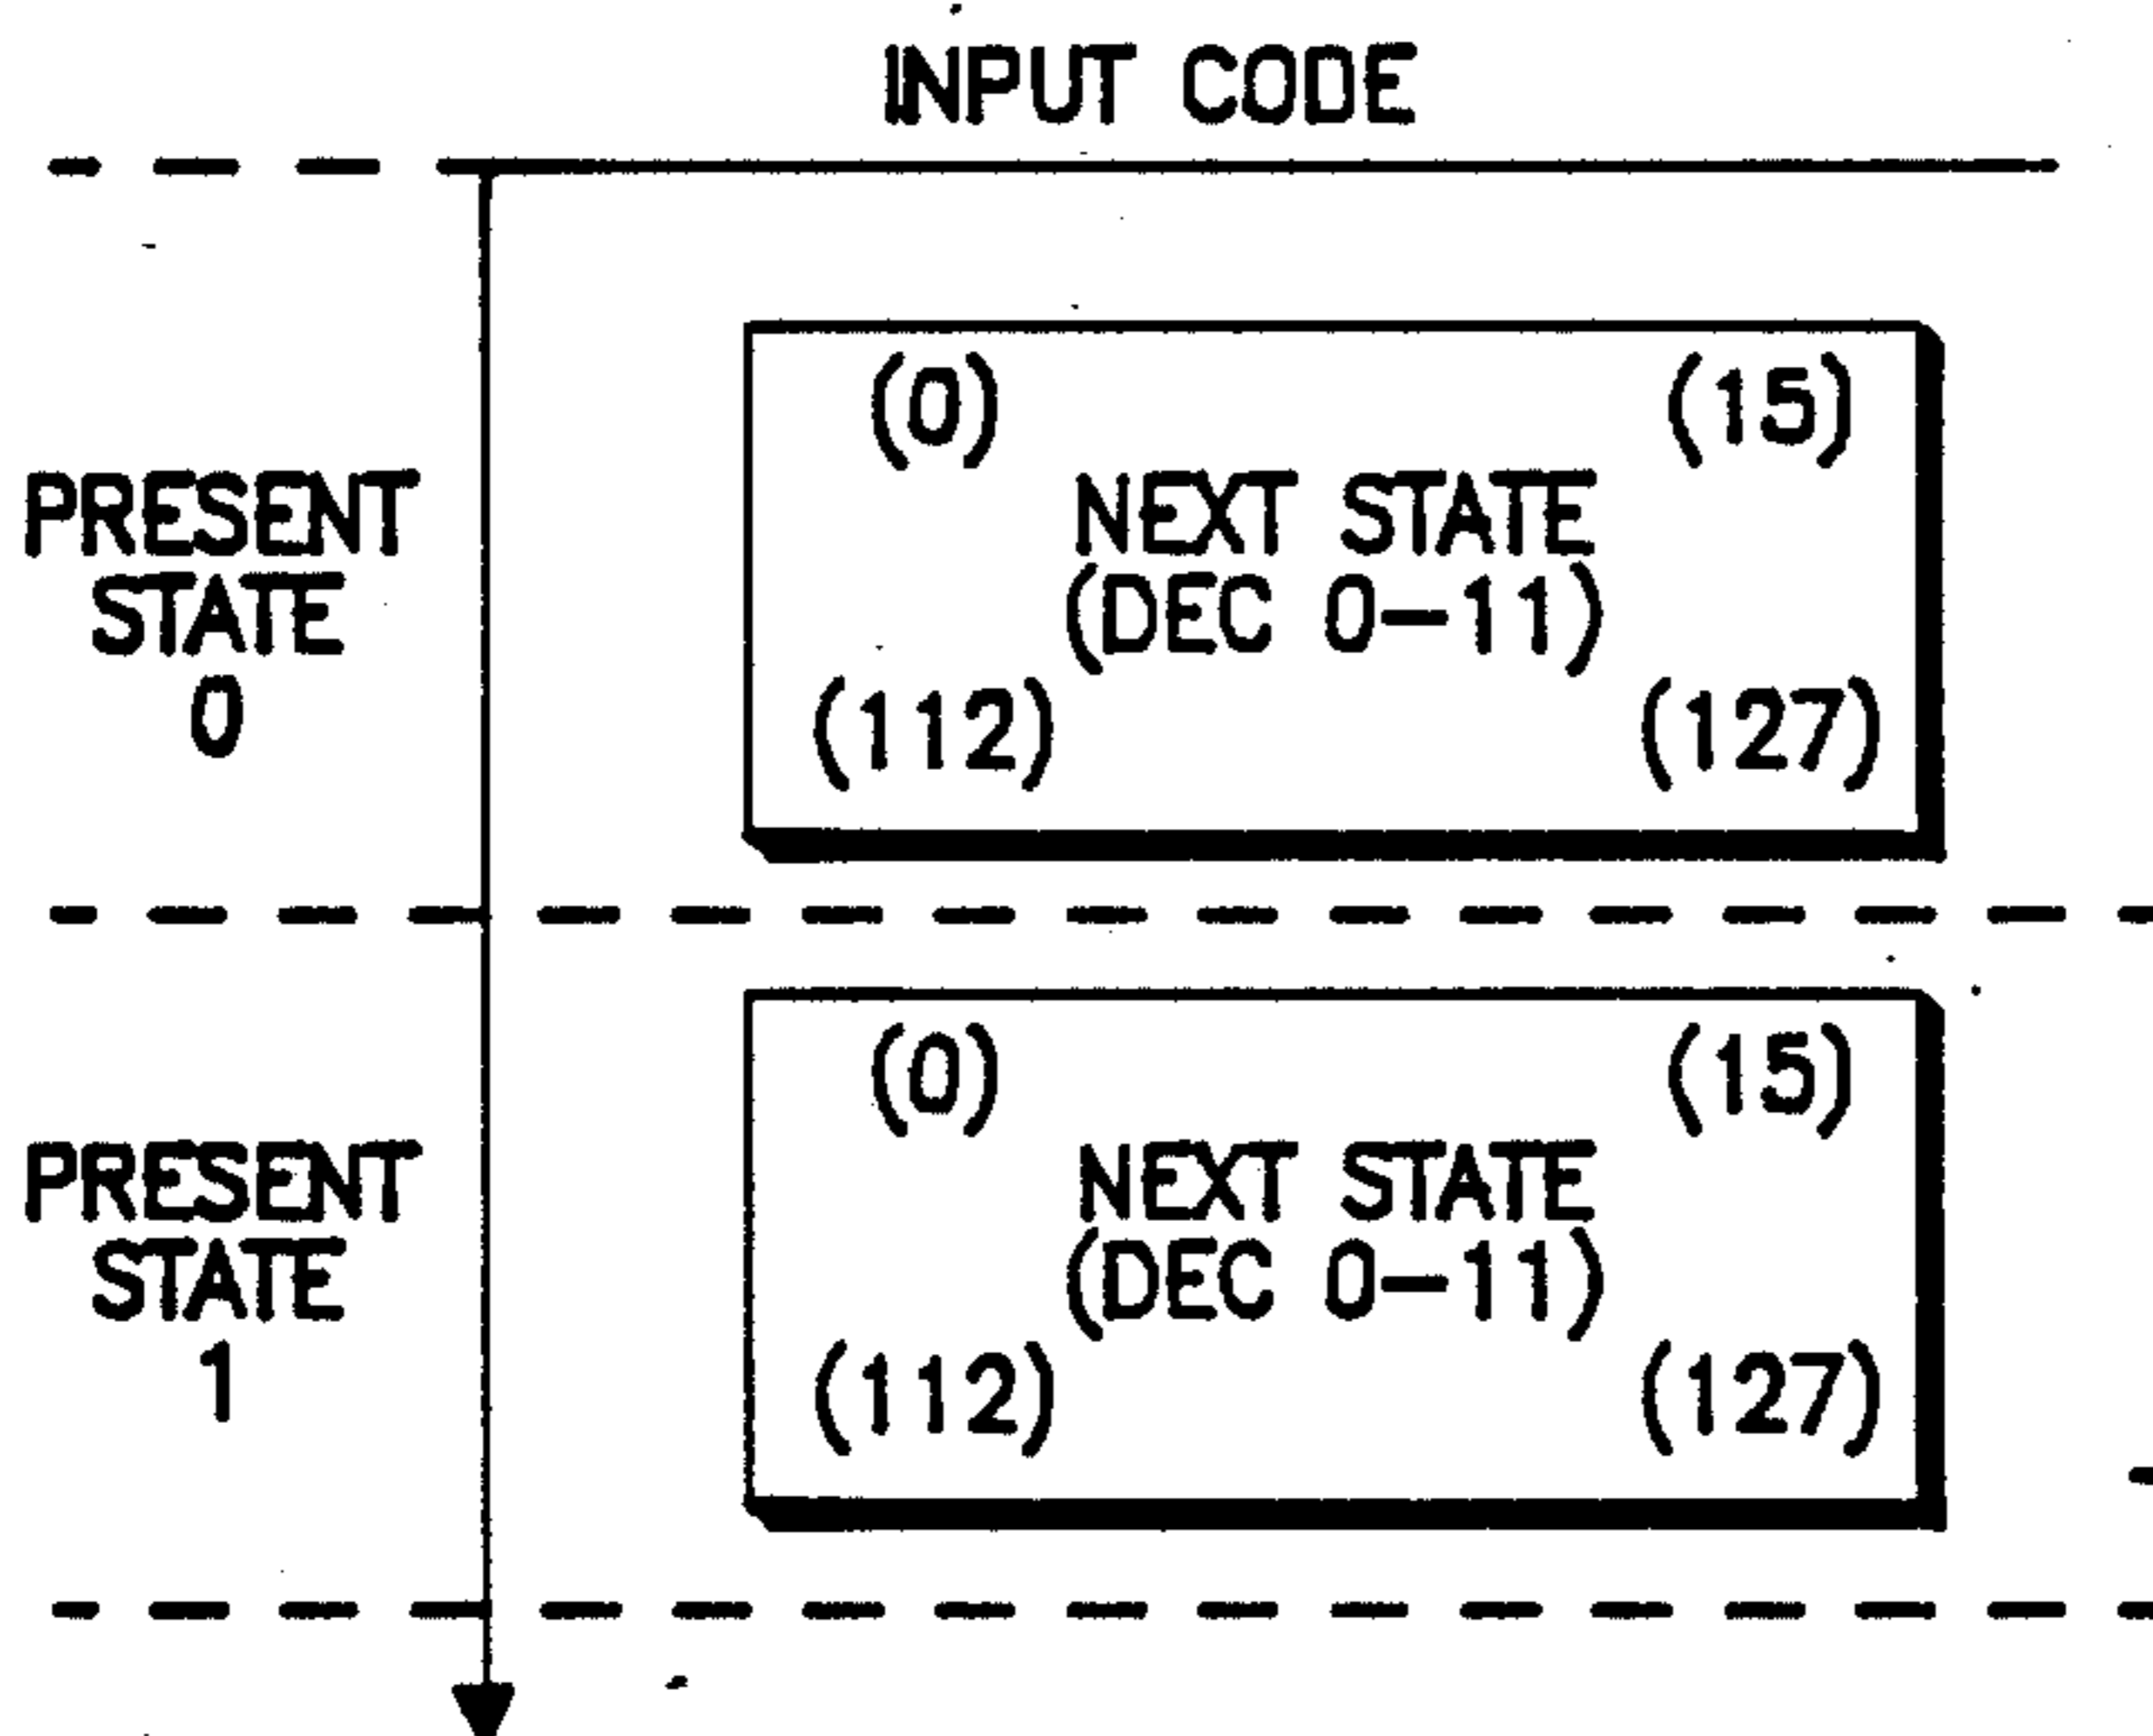 INPUT CODE
PRESENT
STATE
0
(0) (15)
NEXT STATE
(DEC 0-11)
(112) (127)
PRESENT
STATE
1
(0) (15)
NEXT STATE
(DEC 0-11)
(112) (127)